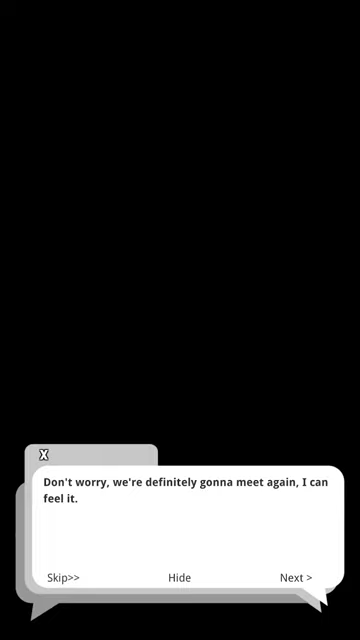 X
Don't worry, we're definitely gonna meet again, I can
feel it.
Skip>>
Hide
Next >